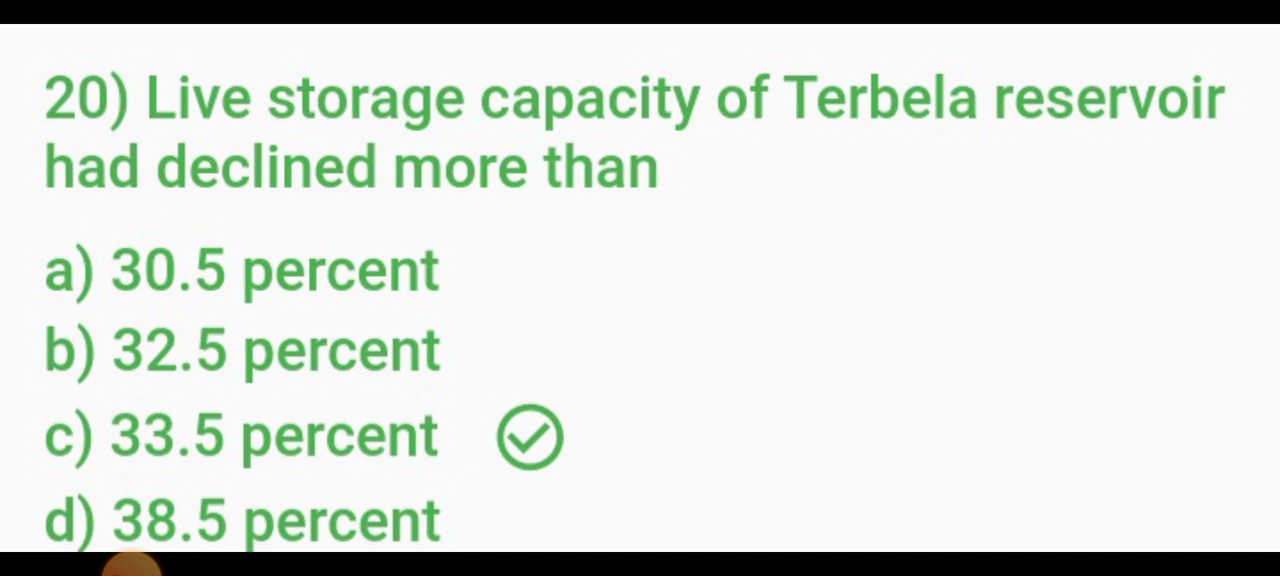 20) Live storage capacity of Terbela reservoir
had declined more than
a) 30.5 percent
b) 32.5 percent
c) 33.5 percent
d) 38.5 percent